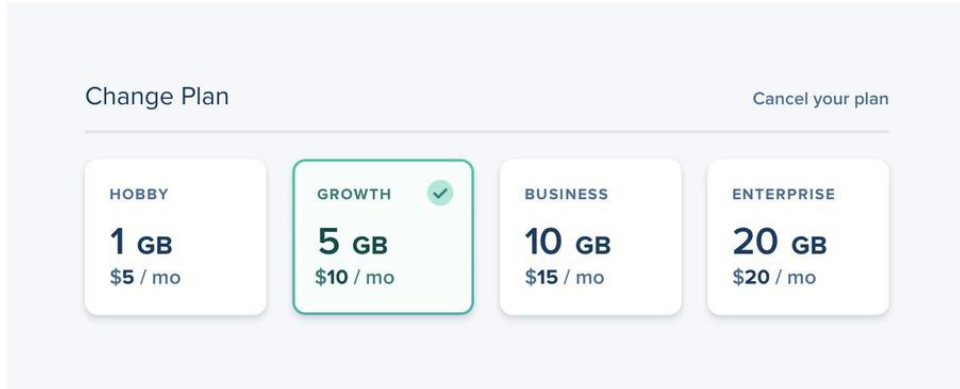 Change Plan
Cancel your plan
HOBBY
1 GB
$5 / mo
GROWTH
5 GB
$10 / mo
BUSINESS
10 GB
$15 / mo
ENTERPRISE
20 GB
$20 / mo